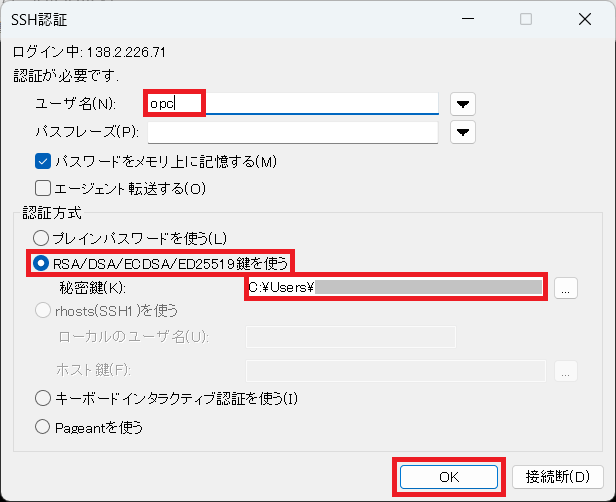 SSH認証
ログイン中: 138.2.226.71
認証が必要です.
ユーザ名(N): opc
パスフレーズ(P):
パスワードをメモリ上に記憶する(M)
エージェント転送する(O)
認証方式
プレインパスワードを使う(L)
RSA/DSA/ECDSA/ED25519鍵を使う
秘密鍵(K): C:¥Users¥ ...
rhosts(SSH1)を使う
ローカルのユーザ名(U):
ホスト鍵(F): ...
キーボードインタラクティブ認証を使う(I)
Pageantを使う
OK 接続断(D)